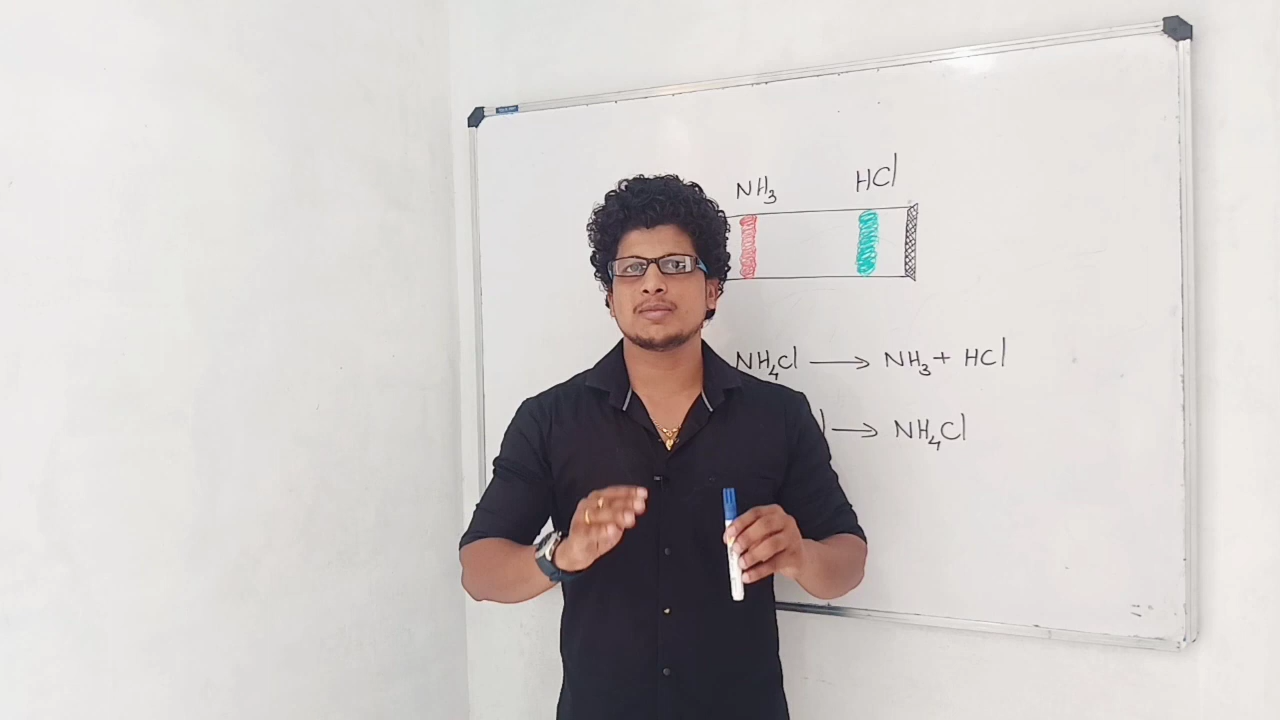 NH₃ HCl
NH₄Cl ⟶ NH₃ + HCl
⟶ NH₄Cl